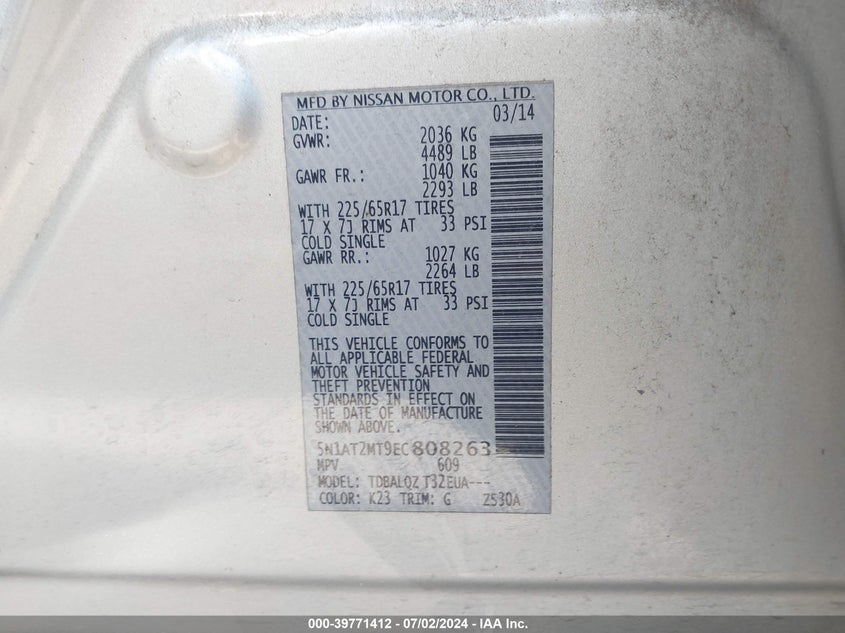 MFD BY NISSAN MOTOR CO., LTD.
DATE: 03/14
GVWR: 2036 KG
4489 LB
GAWR FR.: 1040 KG
2293 LB
WITH 225/65R17 TIRES
17 X 7J RIMS AT 33 PSI
COLD SINGLE
GAWR RR.: 1027 KG
2264 LB
WITH 225/65R17 TIRES
17 X 7J RIMS AT 33 PSI
COLD SINGLE
THIS VEHICLE CONFORMS TO
ALL APPLICABLE FEDERAL
MOTOR VEHICLE SAFETY AND
THEFT PREVENTION
STANDARDS IN EFFECT ON
THE DATE OF MANUFACTURE
SHOWN ABOVE.
5N1AT2MT9EC808263
MPV 609
MODEL: TDBALQZ T32EUA---
COLOR: K23 TRIM: G Z530A
000-39771412 - 07/02/2024 - IAA Inc.